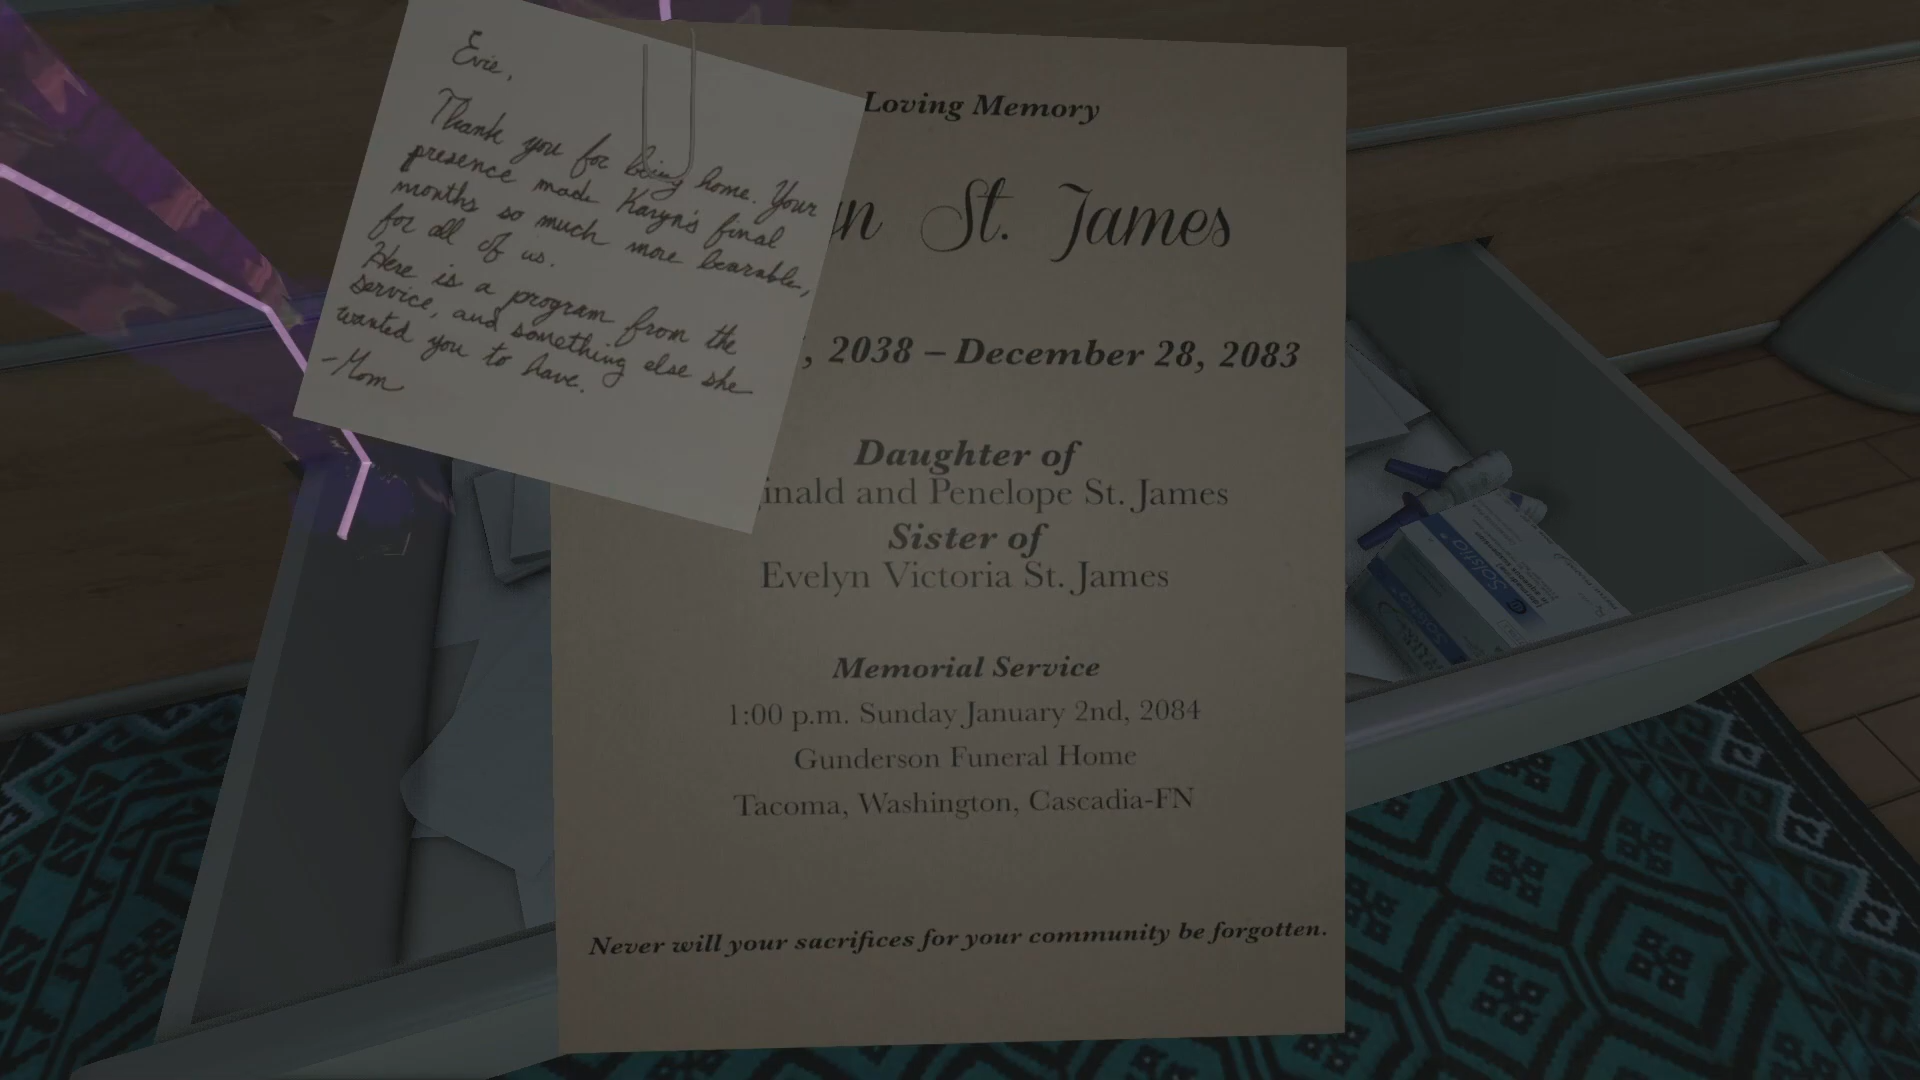 Evie,
Thank you for being home. Your
presence made Karyn's final
months so much more bearable,
for all of us.
Here is a program from the
service, and something else she
wanted you to have.
-Mom
Loving Memory
yn St. James
, 2038 – December 28, 2083
Daughter of
inald and Penelope St. James
Sister of
Evelyn Victoria St. James
Memorial Service
1:00 p.m. Sunday January 2nd, 2084
Gunderson Funeral Home
Tacoma, Washington, Cascadia-FN
Never will your sacrifices for your community be forgotten.
Solsilo